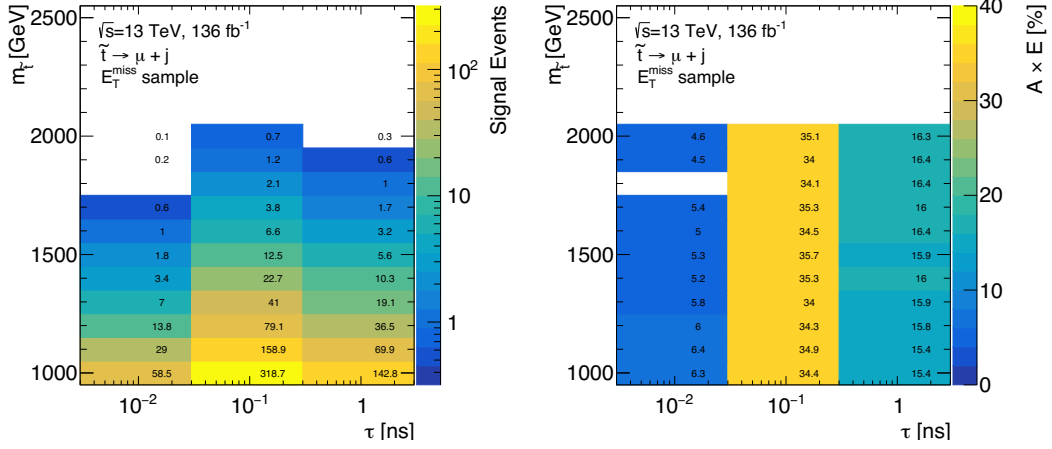 √s=13 TeV, 136 fb⁻¹
t̃ → μ + j
E_T^miss sample
m_t̃ [GeV]
2500
2000
1500
1000
0.1 0.7 0.3
0.2 1.2 0.6
2.1 1
0.6 3.8 1.7
1 6.6 3.2
1.8 12.5 5.6
3.4 22.7 10.3
7 41 19.1
13.8 79.1 36.5
29 158.9 69.9
58.5 318.7 142.8
10⁻² 10⁻¹ 1
τ [ns]
10²
10
1
Signal Events
√s=13 TeV, 136 fb⁻¹
t̃ → μ + j
E_T^miss sample
m_t̃ [GeV]
2500
2000
1500
1000
4.6 35.1 16.3
4.5 34 16.4
34.1 16.4
5.4 35.3 16
5 34.5 16.4
5.3 35.7 15.9
5.2 35.3 16
5.8 34 15.9
6 34.3 15.8
6.4 34.9 15.4
6.3 34.4 15.4
10⁻² 10⁻¹ 1
τ [ns]
40
30
20
10
0
A × E [%]